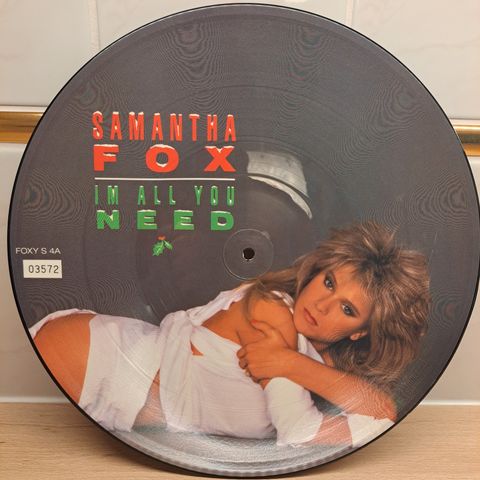 SAMANTHA
FOX
IM ALL YOU
NEED
FOXY S 4A
03572